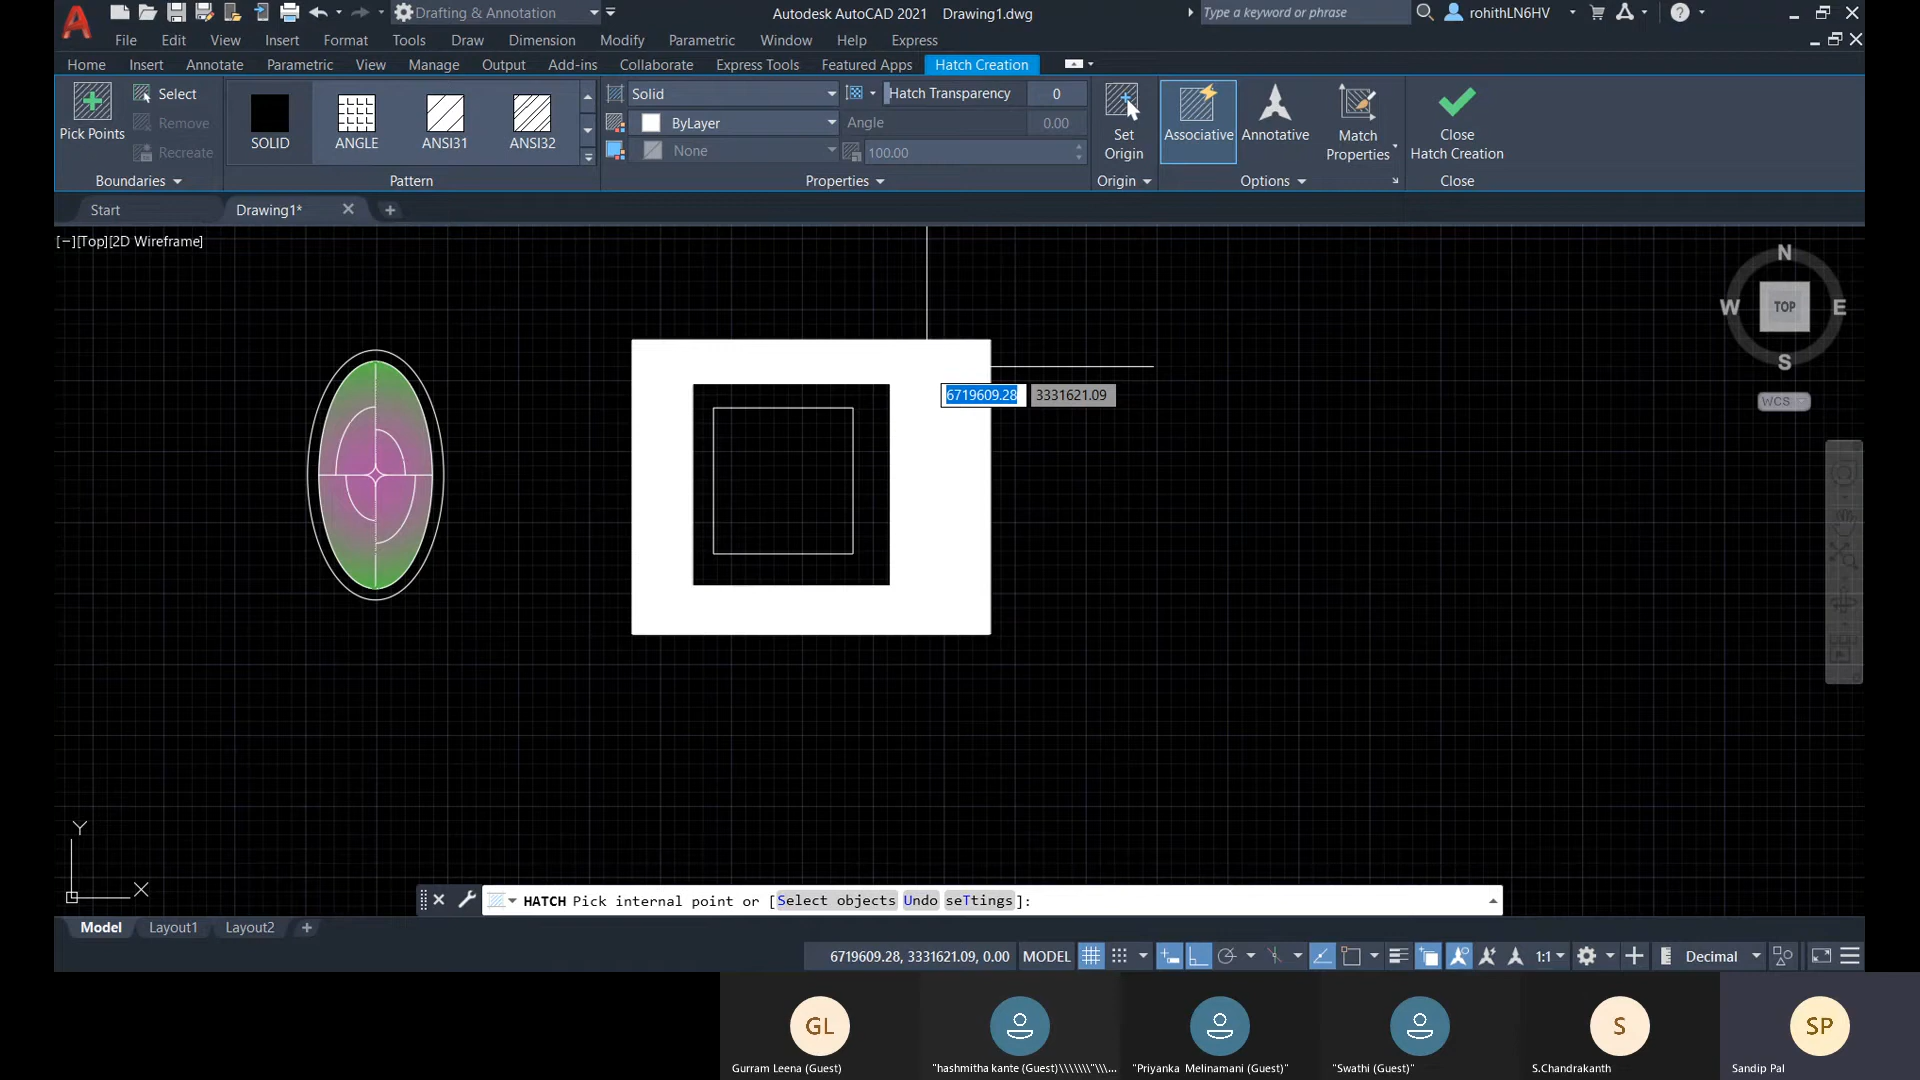 Drafting & Annotation
Autodesk AutoCAD 2021 Drawing1.dwg
Type a keyword or phrase
rohithLN6HV
File Edit View Insert Format Tools Draw Dimension Modify Parametric Window Help Express
Home Insert Annotate Parametric View Manage Output Add-ins Collaborate Express Tools Featured Apps Hatch Creation
Pick Points
Select
Remove
Recreate
Boundaries
SOLID ANGLE ANSI31 ANSI32
Pattern
Solid
ByLayer
None
Hatch Transparency 0
Angle 0.00
100.00
Properties
Set
Origin
Origin
Associative
Annotative
Match
Properties
Options
Close
Hatch Creation
Close
Start Drawing1*
[−][Top][2D Wireframe]
N
W TOP E
S
WCS
6719609.28 3331621.09
Y
X
HATCH Pick internal point or [Select objects Undo seTtings]:
Model Layout1 Layout2
6719609.28, 3331621.09, 0.00 MODEL 1:1 Decimal
GL
S
SP
Gurram Leena (Guest)
"hashmitha kante (Guest)\\\\\\\"\\...
"Priyanka Melinamani (Guest)"
"Swathi (Guest)"
S.Chandrakanth
Sandip Pal